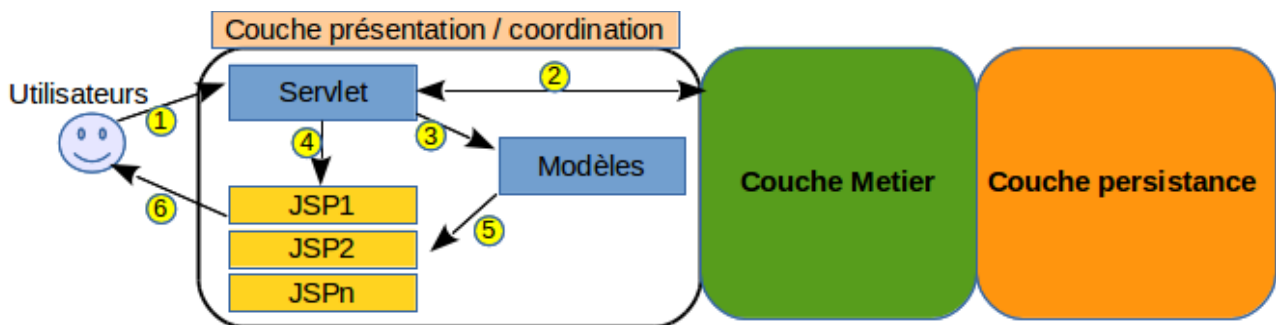 Couche présentation / coordination
Utilisateurs
1
Servlet
2
3
4
Modèles
Couche Metier
Couche persistance
JSP1
6
5
JSP2
JSPn